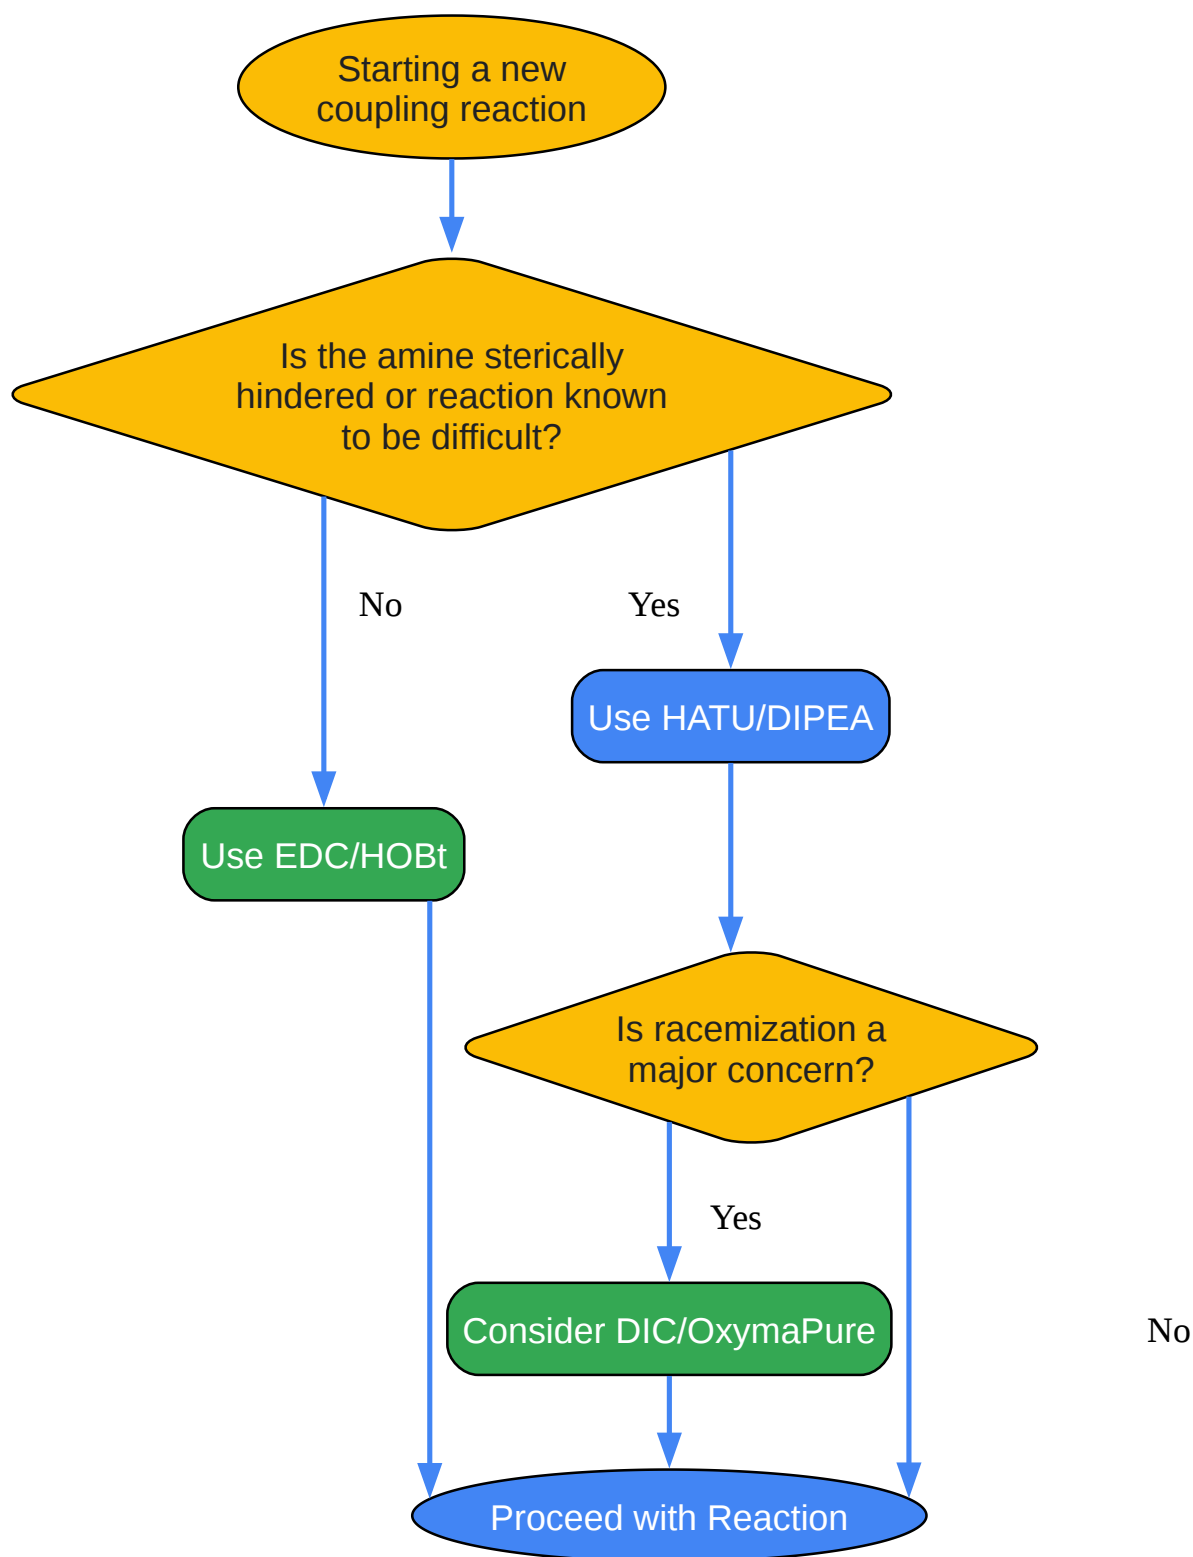 Starting a new
coupling reaction
Is the amine sterically
hindered or reaction known
to be difficult?
No
Yes
Use HATU/DIPEA
Use EDC/HOBt
Is racemization a
major concern?
Yes
Consider DIC/OxymaPure
No
Proceed with Reaction